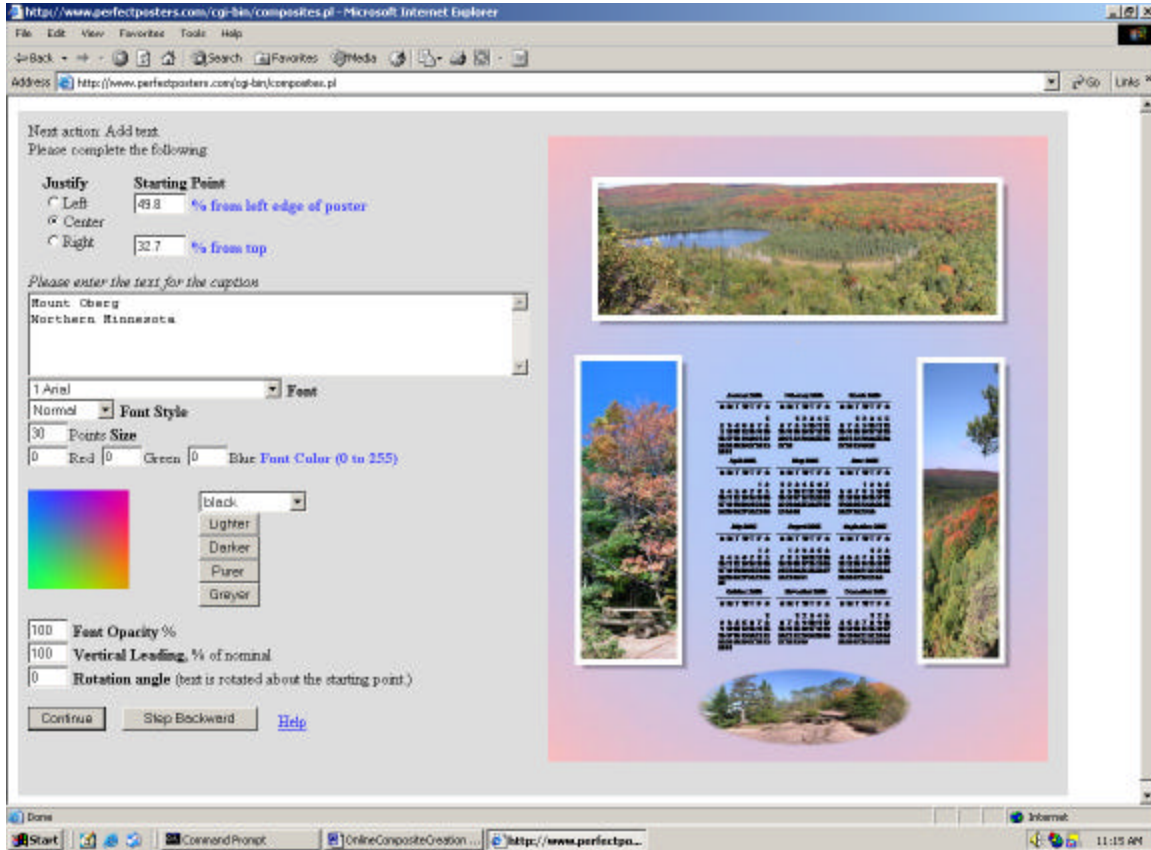 http://www.perfectposters.com/cgi-bin/composites.pl - Microsoft Internet Explorer
File Edit View Favorites Tools Help
Back Search Favorites Media
Address http://www.perfectposters.com/cgi-bin/composites.pl Go Links
Next action: Add text.
Please complete the following
Justify Starting Point
Left 49.8 % from left edge of poster
Center
Right 32.7 % from top
Please enter the text for the caption
Mount Oberg
Northern Minnesota
1 Arial Font
Normal Font Style
30 Points Size
0 Red 0 Green 0 Blue Font Color (0 to 255)
black
Lighter
Darker
Purer
Greyer
100 Font Opacity %
100 Vertical Leading, % of nominal
0 Rotation angle (text is rotated about the starting point.)
Continue Step Backward Help
Done Internet
Start Command Prompt OnlineCompositeCreation ... http://www.perfectpo... 11:15 AM